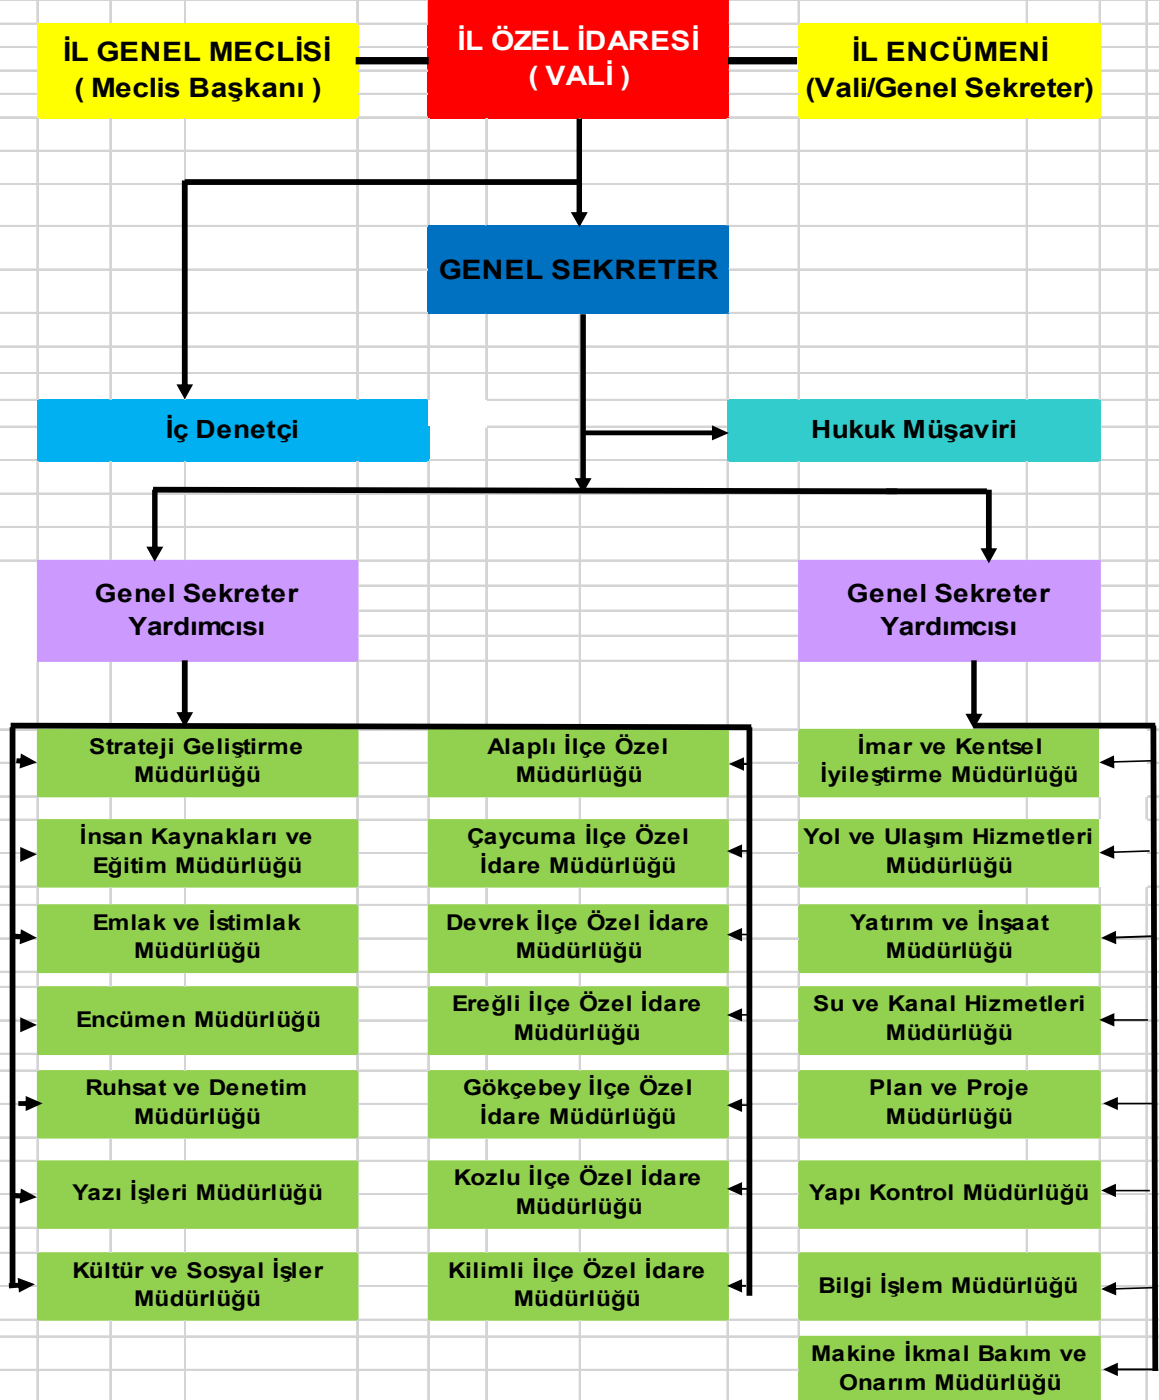 İL GENEL MECLİSİ
( Meclis Başkanı )
İL ÖZEL İDARESİ
( VALİ )
İL ENCÜMENİ
(Vali/Genel Sekreter)
GENEL SEKRETER
İç Denetçi
Hukuk Müşaviri
Genel Sekreter
Yardımcısı
Genel Sekreter
Yardımcısı
Strateji Geliştirme
Müdürlüğü
Alaplı İlçe Özel
Müdürlüğü
İmar ve Kentsel
İyileştirme Müdürlüğü
İnsan Kaynakları ve
Eğitim Müdürlüğü
Çaycuma İlçe Özel
İdare Müdürlüğü
Yol ve Ulaşım Hizmetleri
Müdürlüğü
Emlak ve İstimlak
Müdürlüğü
Devrek İlçe Özel İdare
Müdürlüğü
Yatırım ve İnşaat
Müdürlüğü
Encümen Müdürlüğü
Ereğli İlçe Özel İdare
Müdürlüğü
Su ve Kanal Hizmetleri
Müdürlüğü
Ruhsat ve Denetim
Müdürlüğü
Gökçebey İlçe Özel
İdare Müdürlüğü
Plan ve Proje
Müdürlüğü
Yazı İşleri Müdürlüğü
Kozlu İlçe Özel İdare
Müdürlüğü
Yapı Kontrol Müdürlüğü
Kültür ve Sosyal İşler
Müdürlüğü
Kilimli İlçe Özel İdare
Müdürlüğü
Bilgi İşlem Müdürlüğü
Makine İkmal Bakım ve
Onarım Müdürlüğü